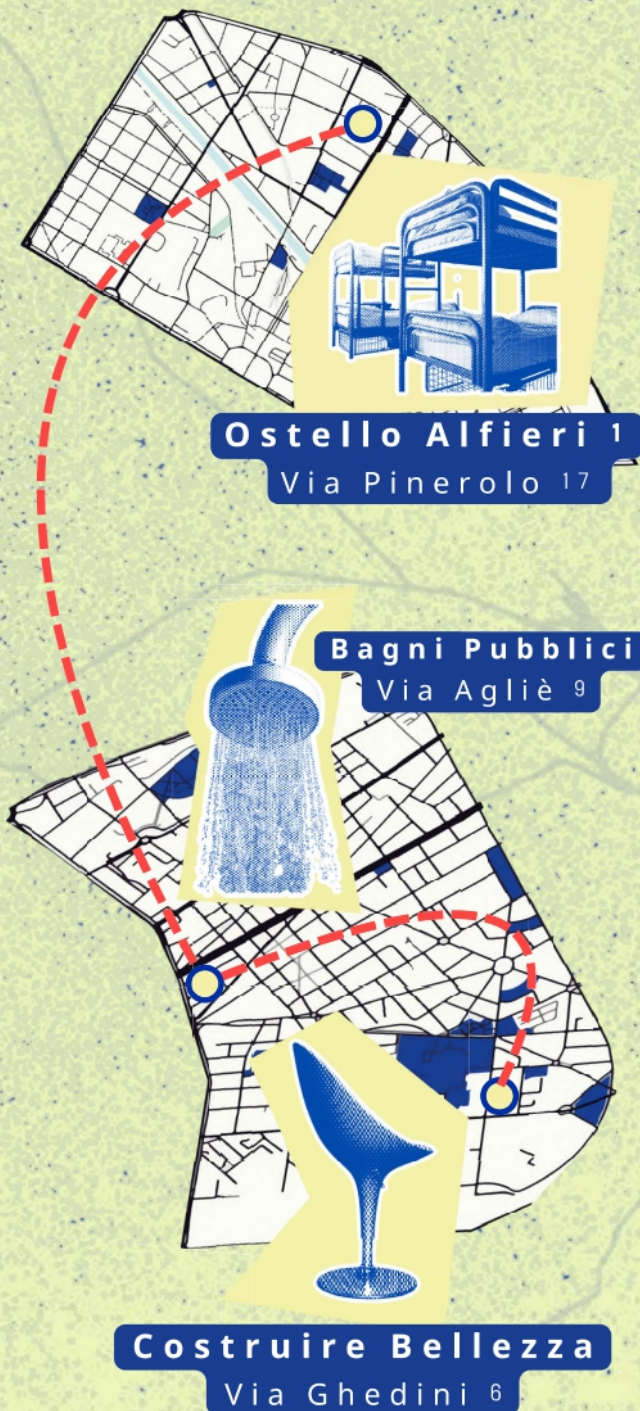 Ostello Alfieri 1
Via Pinerolo 17
Bagni Pubblici
Via Agliè 9
Costruire Bellezza
Via Ghedini 6